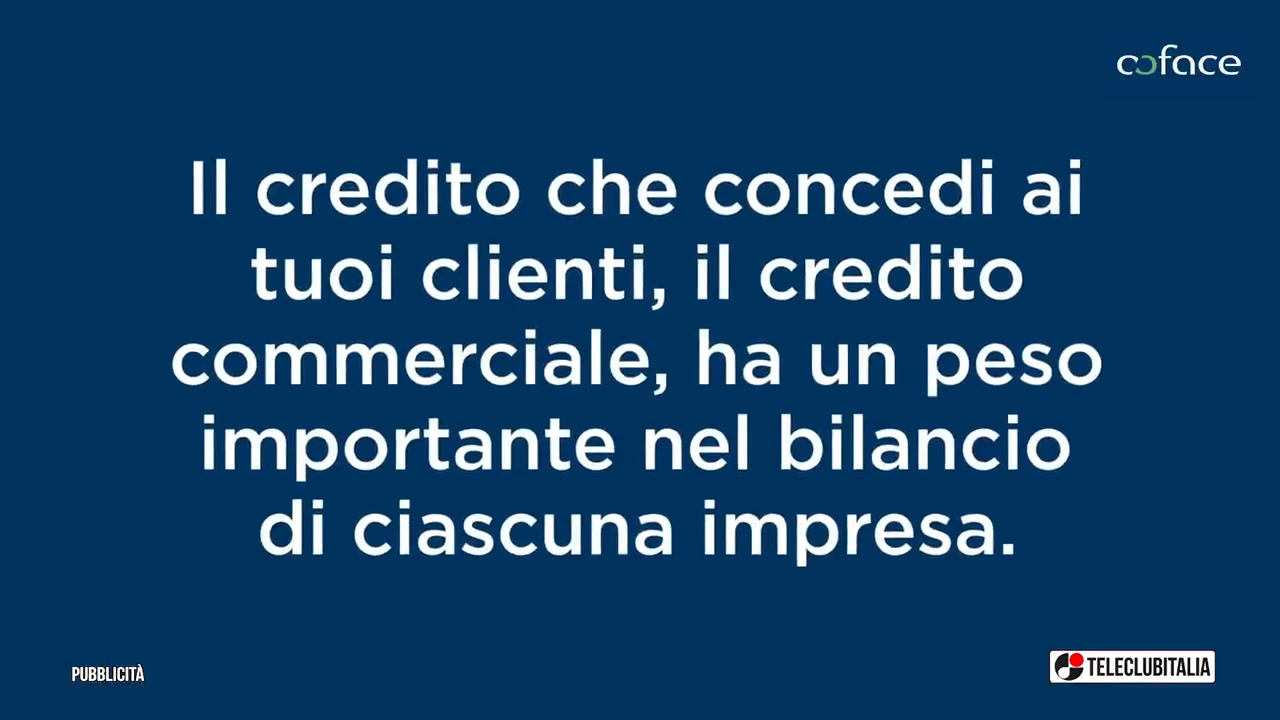 coface
Il credito che concedi ai
tuoi clienti, il credito
commerciale, ha un peso
importante nel bilancio
di ciascuna impresa.
PUBBLICITÀ
TELECLUBITALIA